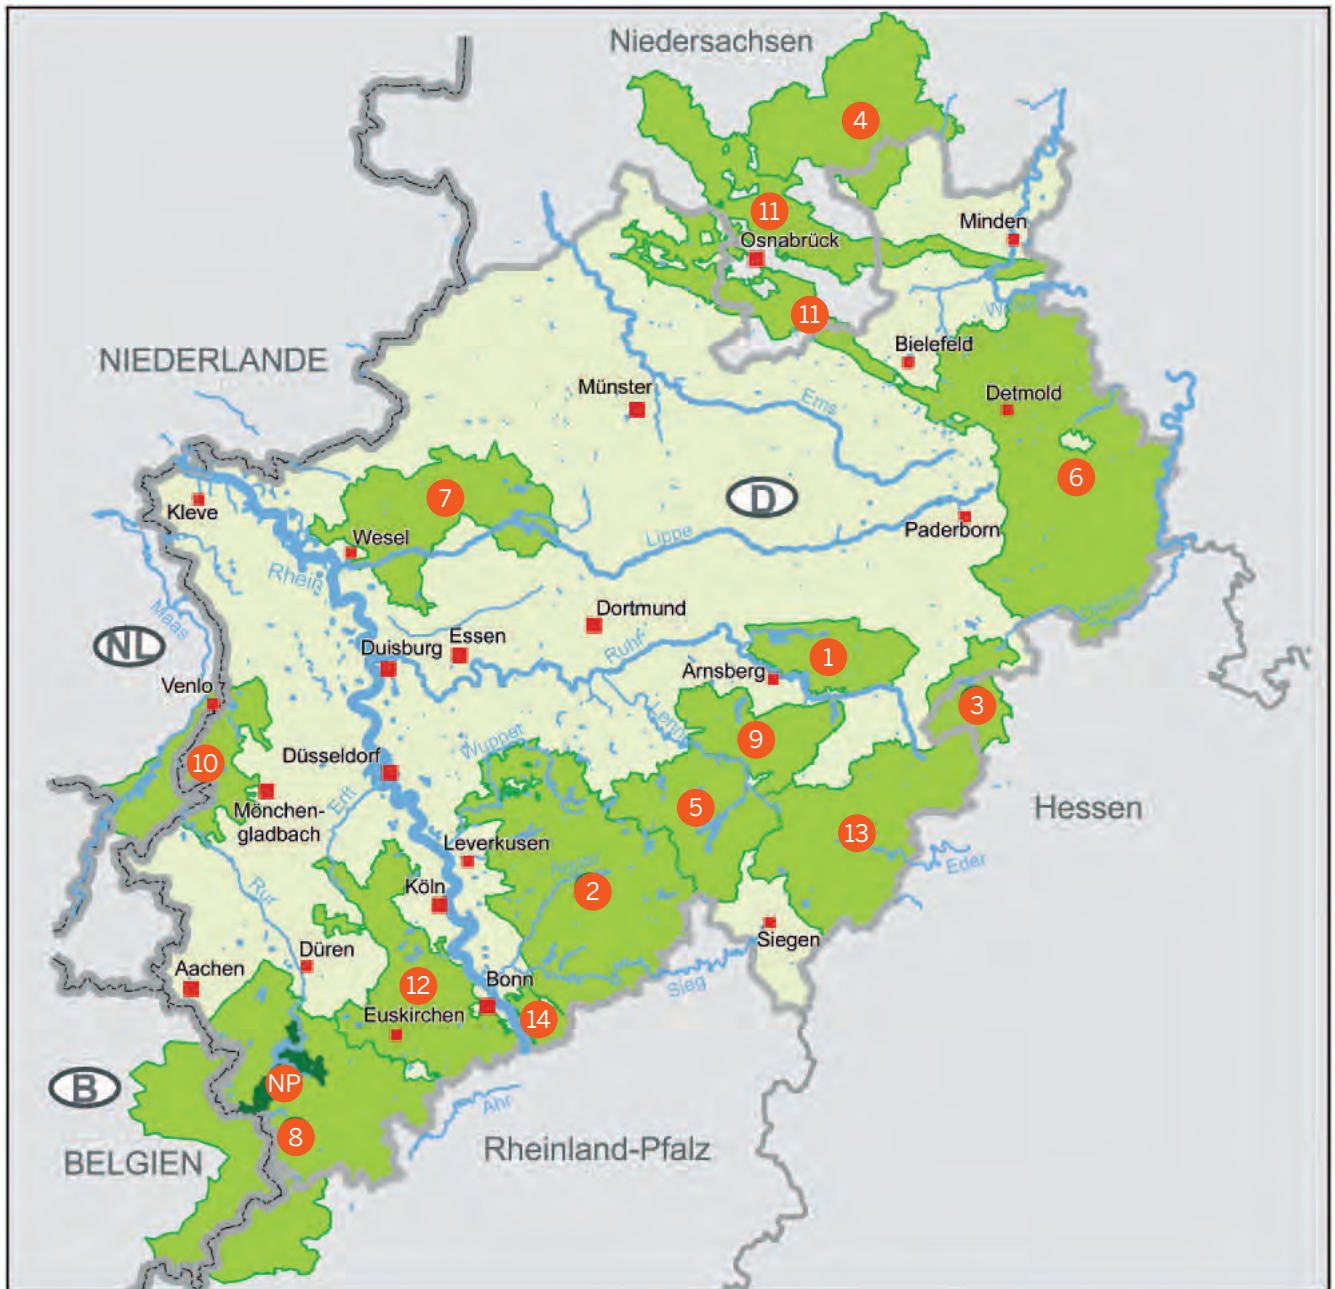 Niedersachsen
4
11
Minden
Osnabrück
11
Bielefeld
NIEDERLANDE
Münster
Ems
Detmold
6
7
D
Kleve
Wesel
Lippe
Paderborn
Rhein
Maas
Diemel
NL
Dortmund
Essen
Ruhr
Duisburg
1
Arnsberg
Venlo
3
Lenne
9
Wupper
Düsseldorf
10
Erft
5
Hessen
Mönchen-
gladbach
13
Leverkusen
Eder
Agger
2
Köln
Rur
Siegen
Düren
Aachen
Sieg
Bonn
12
Euskirchen
14
NP
B
Ahr
8
Rheinland-Pfalz
BELGIEN